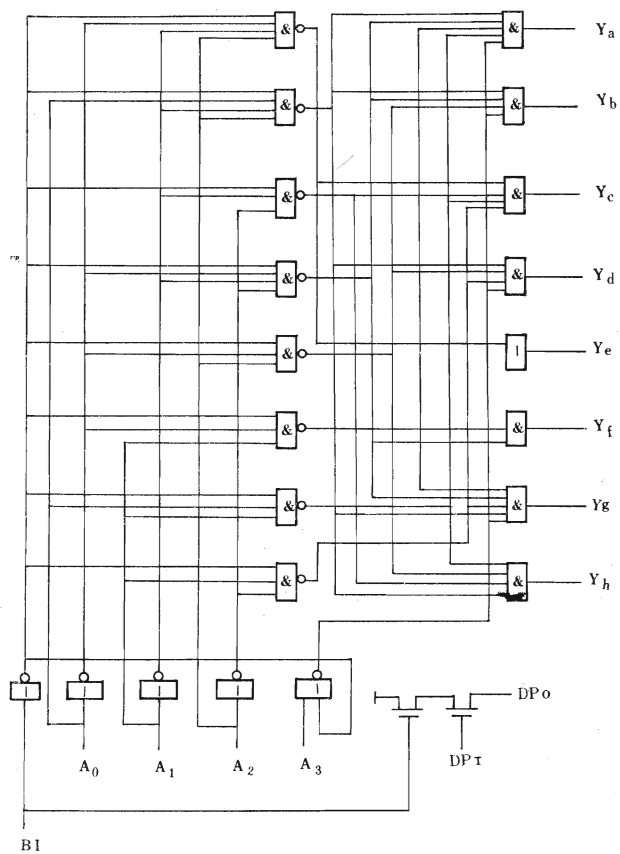 & & Ya
& & Yb
& & Yc
& & Yd
& 1 Ye
& & Yf
& & Yg
& & Yh
1 1 1 1 1
DPo
A0 A1 A2 A3
DPI
BI